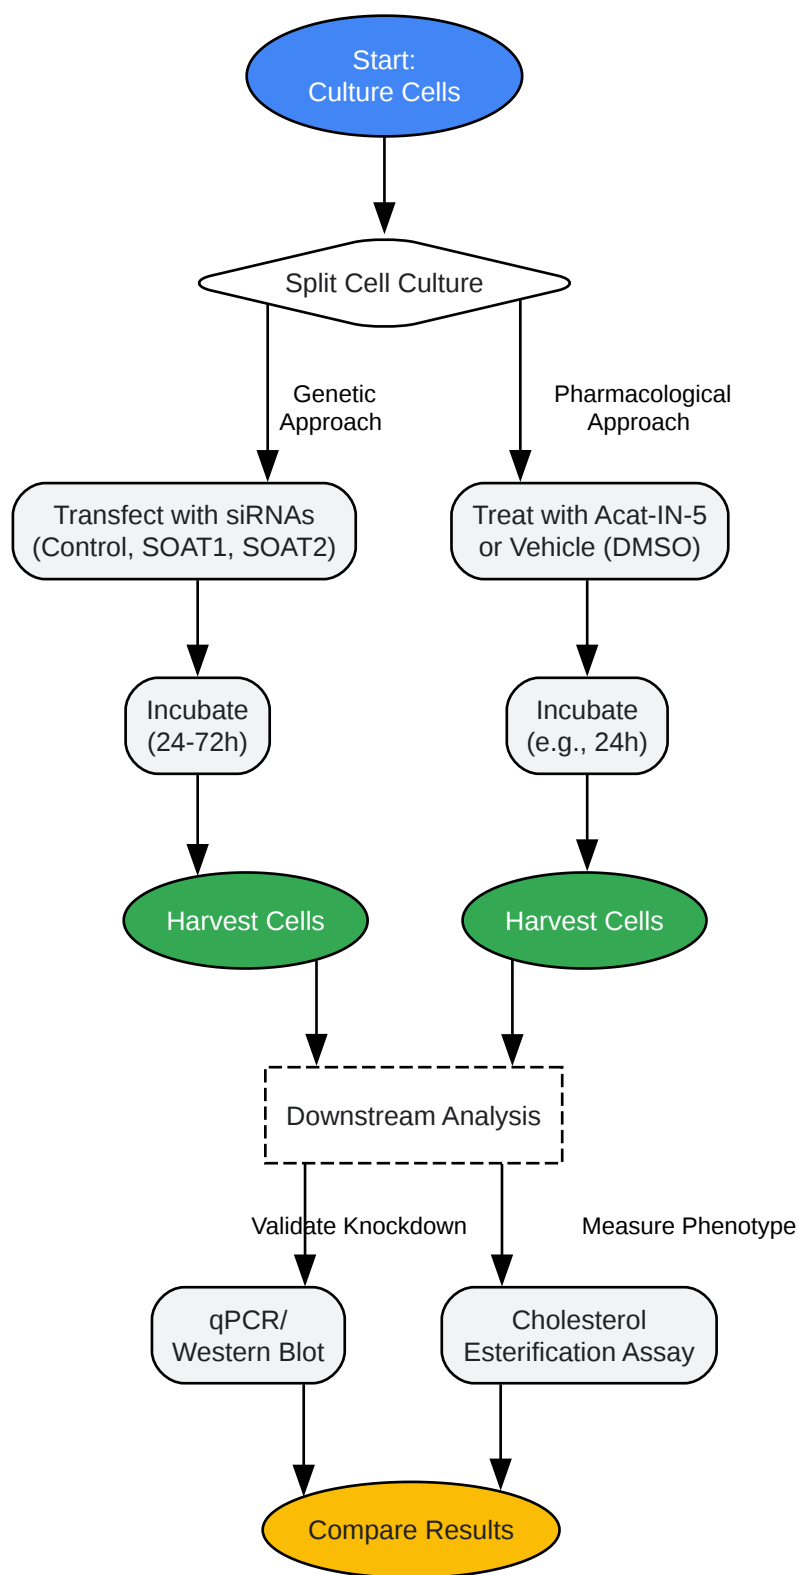 Start:
Culture Cells
Split Cell Culture
Genetic
Approach
Pharmacological
Approach
Transfect with siRNAs
(Control, SOAT1, SOAT2)
Treat with Acat-IN-5
or Vehicle (DMSO)
Incubate
(24-72h)
Incubate
(e.g., 24h)
Harvest Cells
Harvest Cells
Downstream Analysis
Validate Knockdown
Measure Phenotype
qPCR/
Western Blot
Cholesterol
Esterification Assay
Compare Results